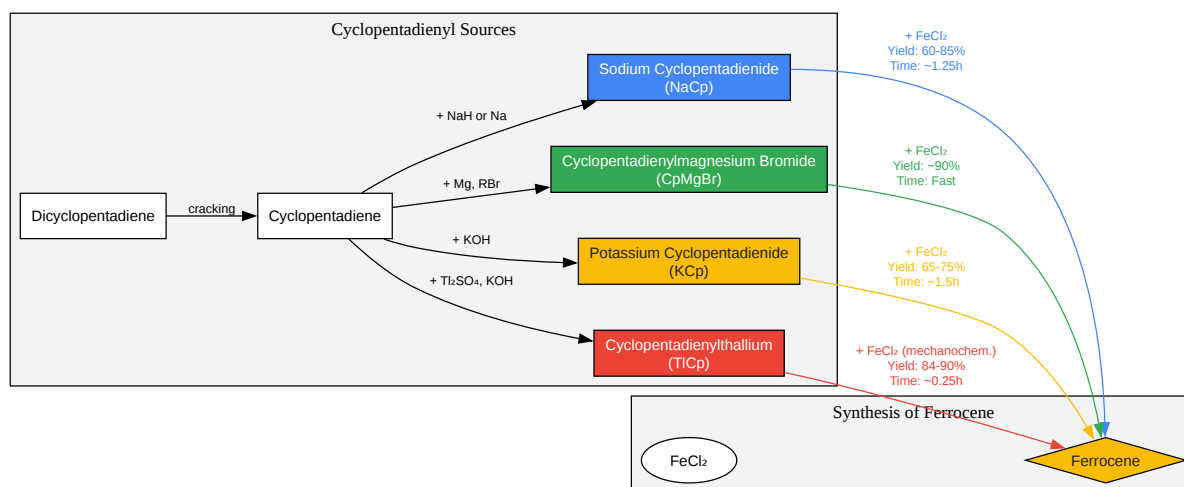 Cyclopentadienyl Sources
Dicyclopentadiene
cracking
Cyclopentadiene
+ NaH or Na
+ Mg, RBr
+ KOH
+ Tl₂SO₄, KOH
Sodium Cyclopentadienide
(NaCp)
Cyclopentadienylmagnesium Bromide
(CpMgBr)
Potassium Cyclopentadienide
(KCp)
Cyclopentadienylthallium
(TlCp)
+ FeCl₂
Yield: 60-85%
Time: ~1.25h
+ FeCl₂
Yield: ~90%
Time: Fast
+ FeCl₂
Yield: 65-75%
Time: ~1.5h
+ FeCl₂ (mechanochem.)
Yield: 84-90%
Time: ~0.25h
Synthesis of Ferrocene
FeCl₂
Ferrocene